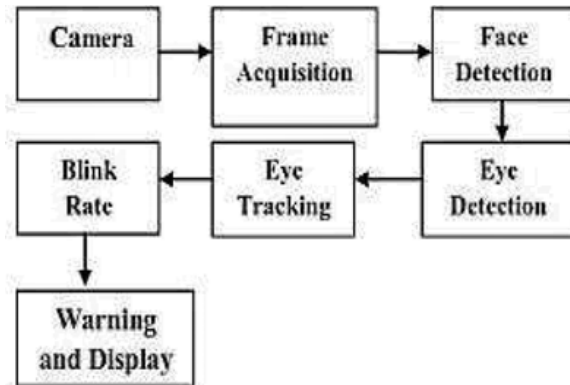 Camera
Frame
Acquisition
Face
Detection
Eye
Detection
Eye
Tracking
Blink
Rate
Warning
and Display